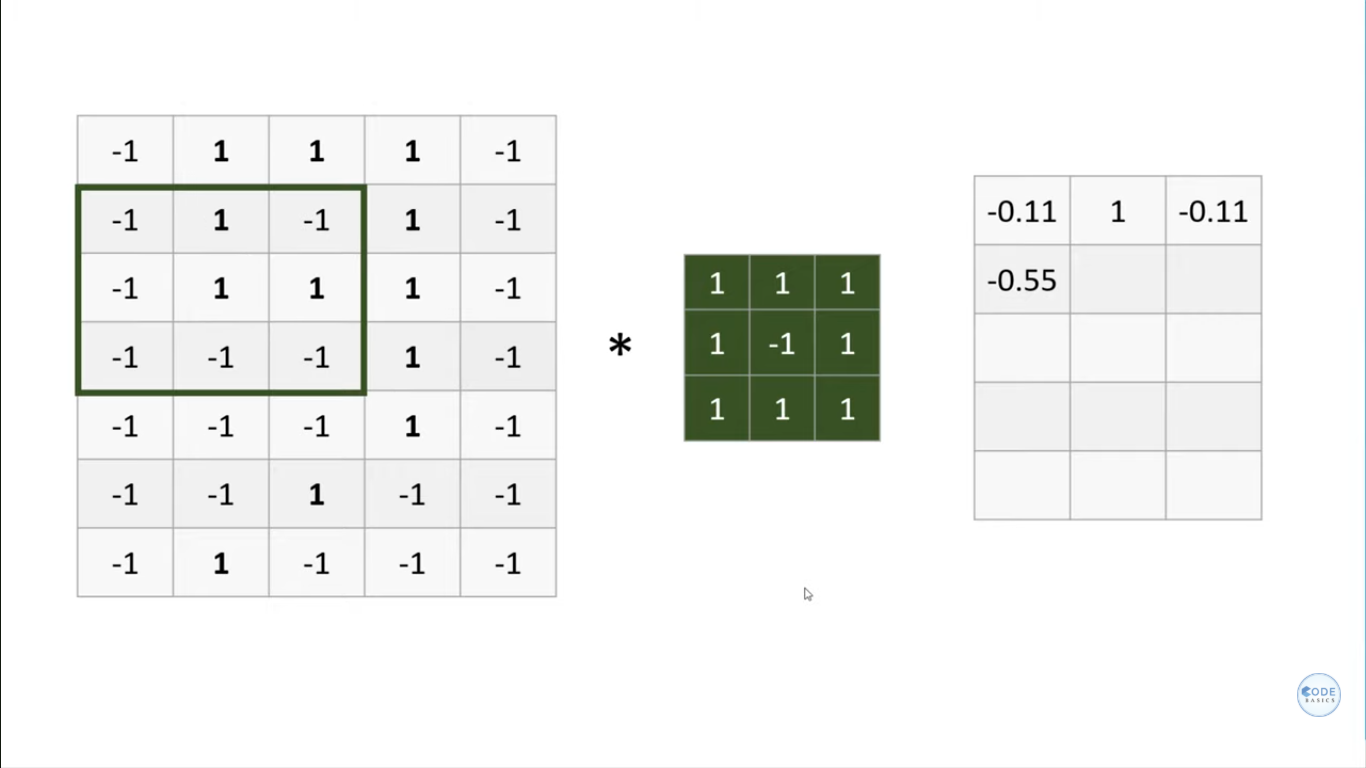 -1 1 1 1 -1
-1 1 -1 1 -1
-1 1 1 1 -1
-1 -1 -1 1 -1
-1 -1 -1 1 -1
-1 -1 1 -1 -1
-1 1 -1 -1 -1
*
1 1 1
1 -1 1
1 1 1
-0.11 1 -0.11
-0.55
CODE
BASICS